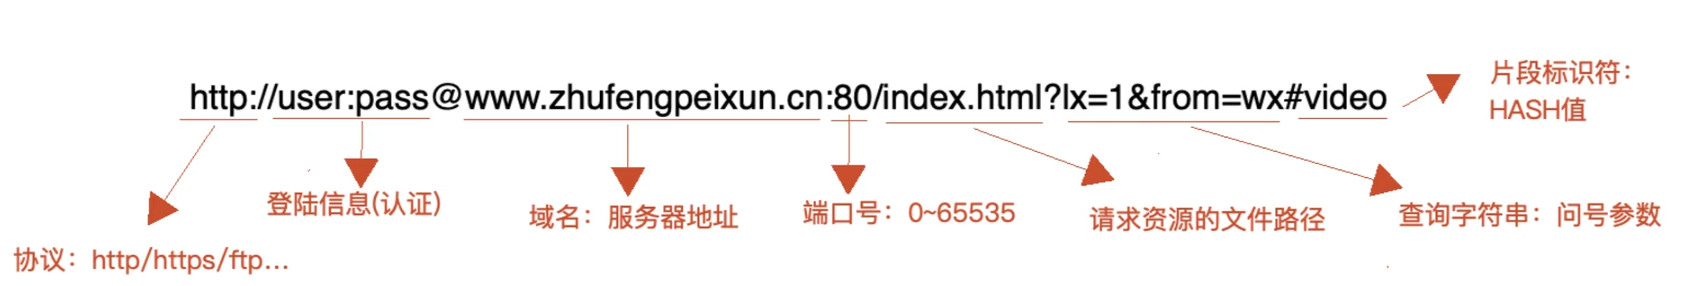 http://user:pass@www.zhufengpeixun.cn:80/index.html?lx=1&from=wx#video
片段标识符：
HASH值
登陆信息(认证)
域名：服务器地址
端口号：0~65535
请求资源的文件路径
查询字符串：问号参数
协议：http/https/ftp...